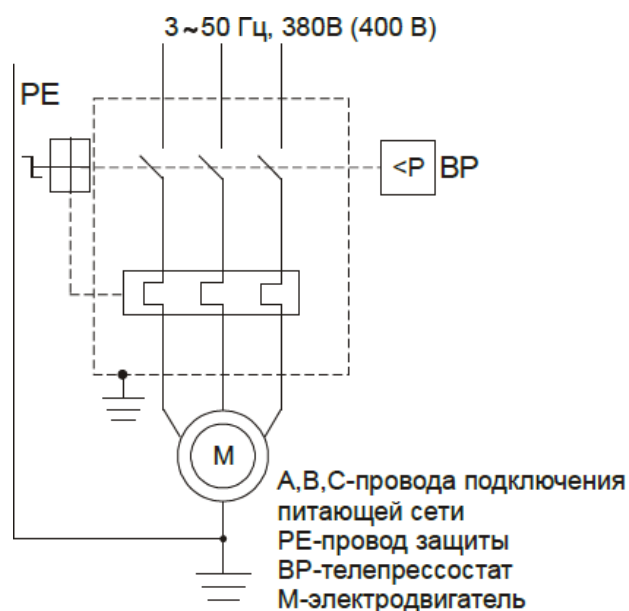 3~50 Гц, 380В (400 В)
PE
<P BP
M
A,B,C-провода подключения
питающей сети
PE-провод защиты
BP-телепрессостат
M-электродвигатель